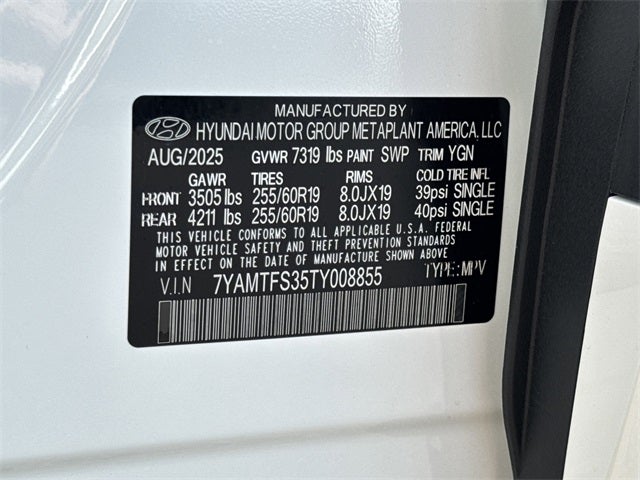 MANUFACTURED BY
HYUNDAI MOTOR GROUP METAPLANT AMERICA, LLC
AUG/2025 GVWR 7319 lbs PAINT SWP TRIM YGN
GAWR TIRES RIMS COLD TIRE INFL
FRONT 3505 lbs 255/60R19 8.0JX19 39psi SINGLE
REAR 4211 lbs 255/60R19 8.0JX19 40psi SINGLE
THIS VEHICLE CONFORMS TO ALL APPLICABLE U.S.A. FEDERAL
MOTOR VEHICLE SAFETY AND THEFT PREVENTION STANDARDS
IN EFFECT ON THE DATE OF MANUFACTURE SHOWN ABOVE.
V.I.N 7YAMTFS35TY008855 TYPE:MPV